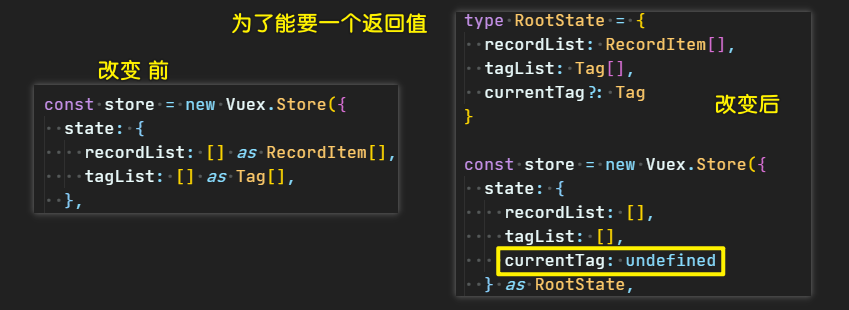 为了能要一个返回值
改变 前
const store = new Vuex.Store({
  state: {
    recordList: [] as RecordItem[],
    tagList: [] as Tag[],
  },
type RootState = {
  recordList: RecordItem[],
  tagList: Tag[],
  currentTag?: Tag
}
改变后
const store = new Vuex.Store({
  state: {
    recordList: [],
    tagList: [],
    currentTag: undefined
  } as RootState,